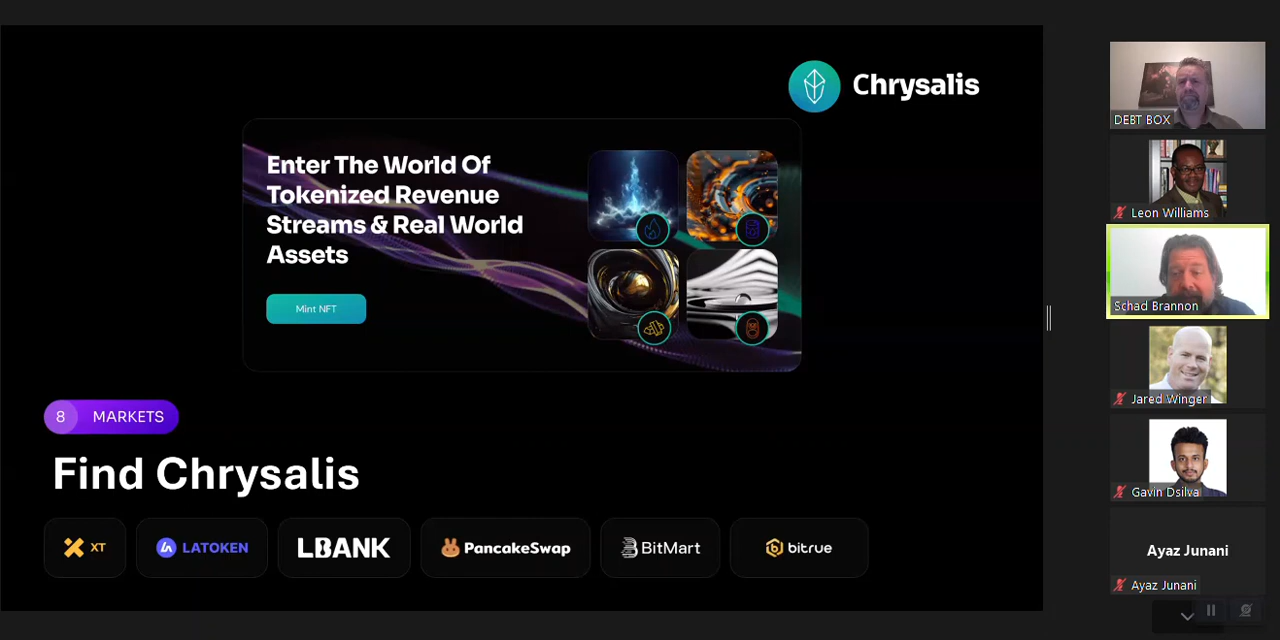 Chrysalis
Enter The World Of
Tokenized Revenue
Streams & Real World
Assets
Mint NFT
8 MARKETS
Find Chrysalis
XT
LATOKEN
LBANK
PancakeSwap
BitMart
bitrue
DEBT BOX
Leon Williams
Schad Brannon
Jared Winger
Gavin Dsilva
Ayaz Junani
Ayaz Junani